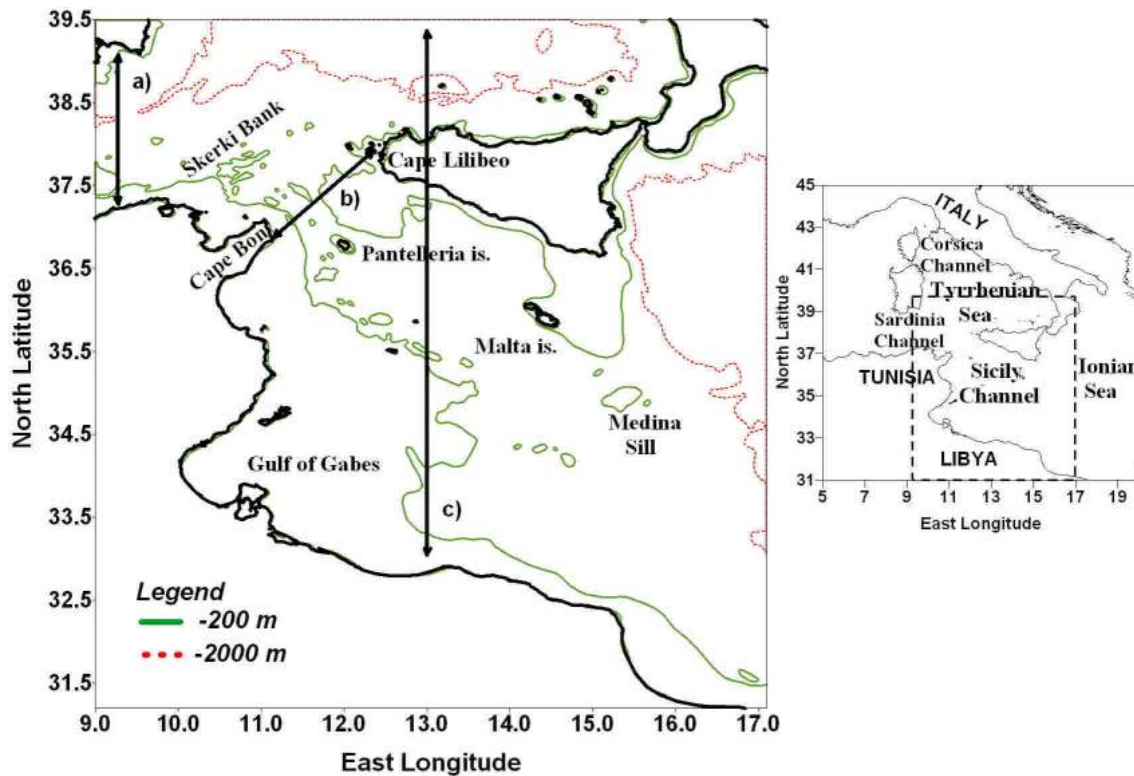 39.5
38.5
37.5
36.5
35.5
34.5
33.5
32.5
31.5
North Latitude
a)
Skerki Bank
Cape Lilibeo
b)
Cape Bon
Pantelleria is.
Malta is.
Medina
Sill
Gulf of Gabes
c)
Legend
-200 m
-2000 m
9.0 10.0 11.0 12.0 13.0 14.0 15.0 16.0 17.0
East Longitude
45
43
41
39
37
35
33
31
North Latitude
ITALY
Corsica
Channel
Tyrrhenian
Sea
Sardinia
Channel
TUNISIA
Sicily
Channel
Ionian
Sea
LIBYA
5 7 9 11 13 15 17 19
East Longitude